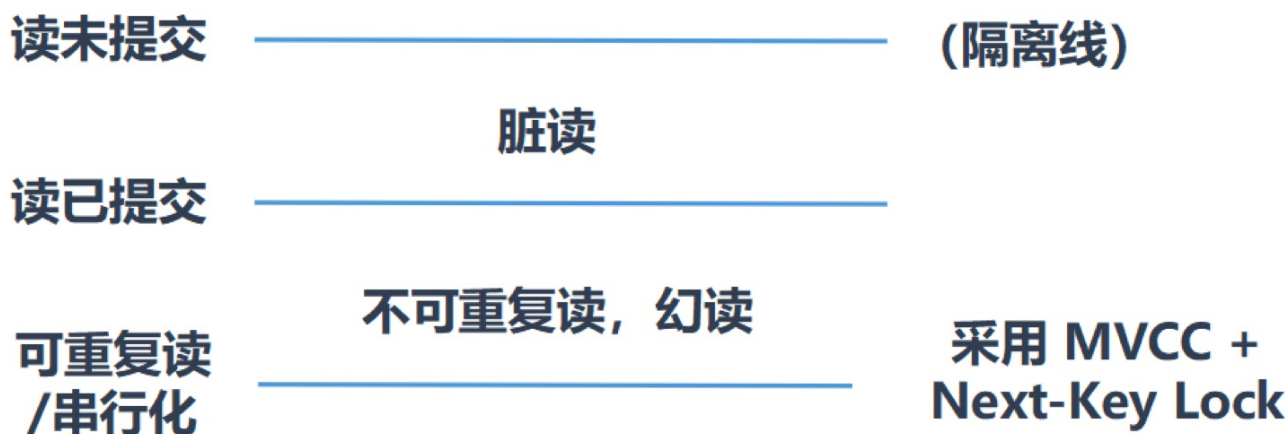 读未提交
（隔离线）
脏读
读已提交
不可重复读，幻读
可重复读
/串行化
采用 MVCC +
Next-Key Lock